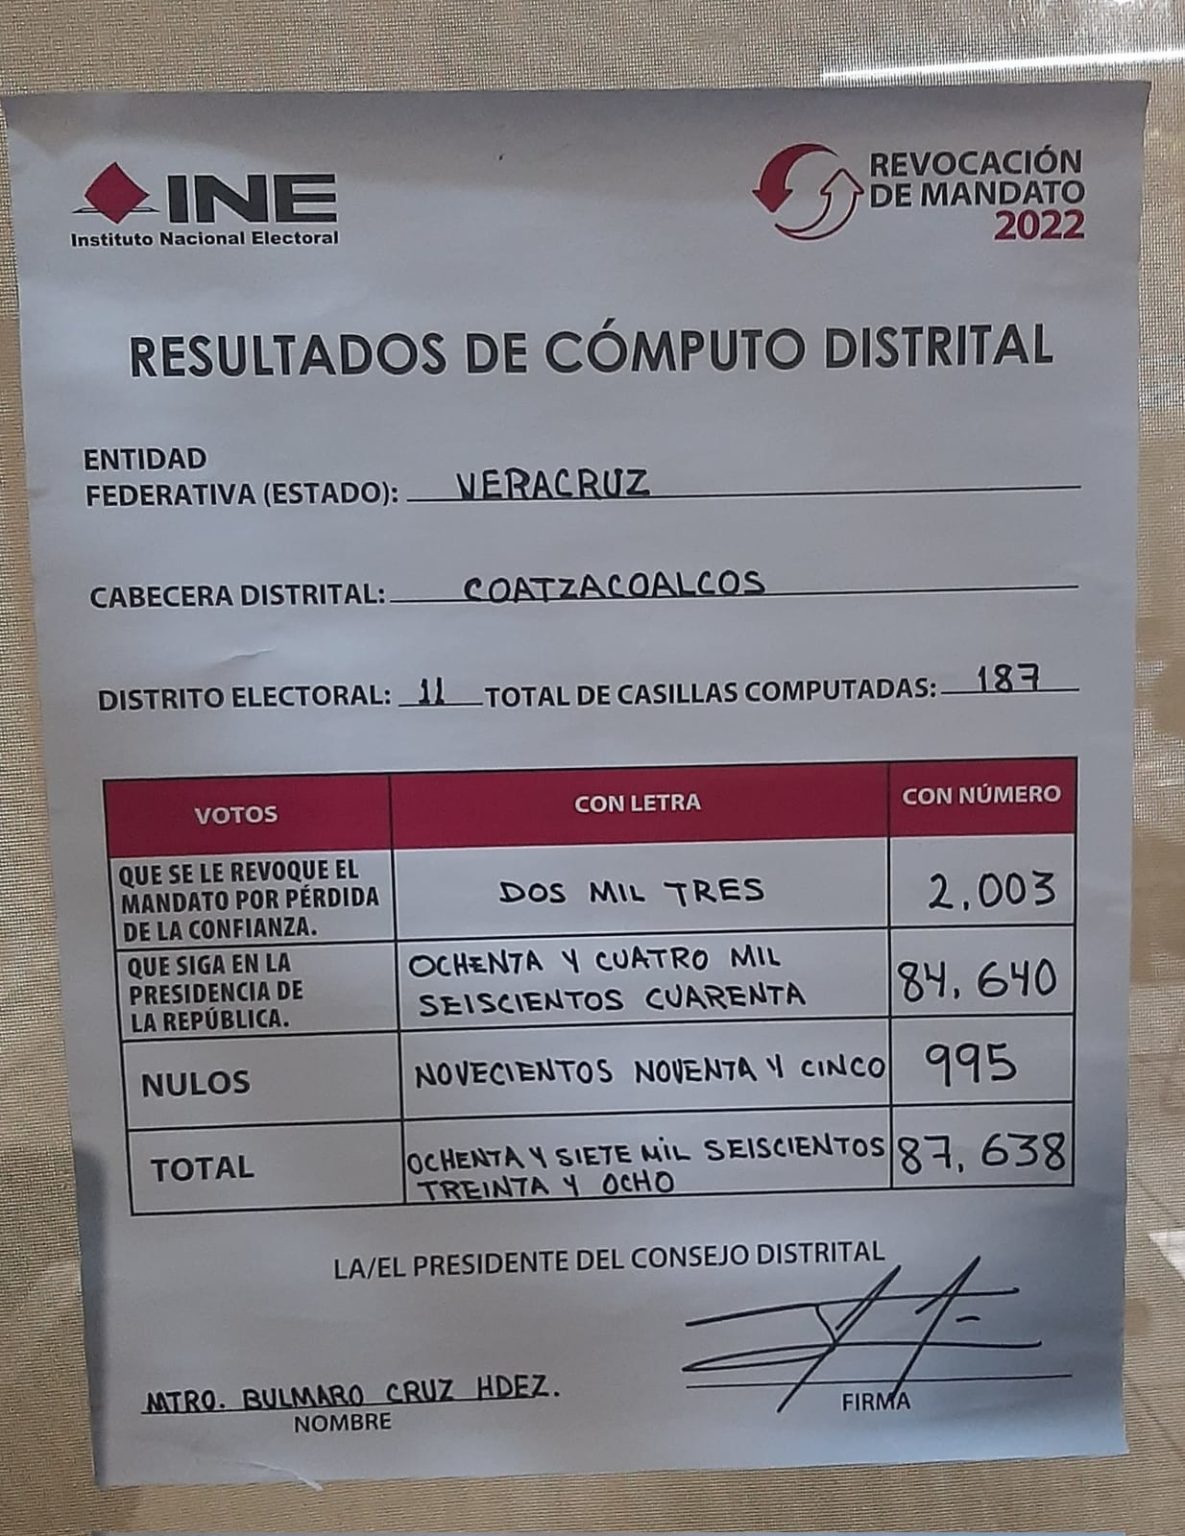 INE
Instituto Nacional Electoral
REVOCACIÓN
DE MANDATO
2022
RESULTADOS DE CÓMPUTO DISTRITAL
ENTIDAD
FEDERATIVA (ESTADO): VERACRUZ
CABECERA DISTRITAL: COATZACOALCOS
DISTRITO ELECTORAL: 11 TOTAL DE CASILLAS COMPUTADAS: 187
VOTOS CON LETRA CON NÚMERO
QUE SE LE REVOQUE EL
MANDATO POR PÉRDIDA
DE LA CONFIANZA.
DOS MIL TRES
2,003
QUE SIGA EN LA
PRESIDENCIA DE
LA REPÚBLICA.
OCHENTA Y CUATRO MIL
SEISCIENTOS CUARENTA
84,640
NULOS
NOVECIENTOS NOVENTA Y CINCO
995
TOTAL
OCHENTA Y SIETE MIL SEISCIENTOS
TREINTA Y OCHO
87,638
LA/EL PRESIDENTE DEL CONSEJO DISTRITAL
MTRO. BULMARO CRUZ HDEZ.
NOMBRE
FIRMA